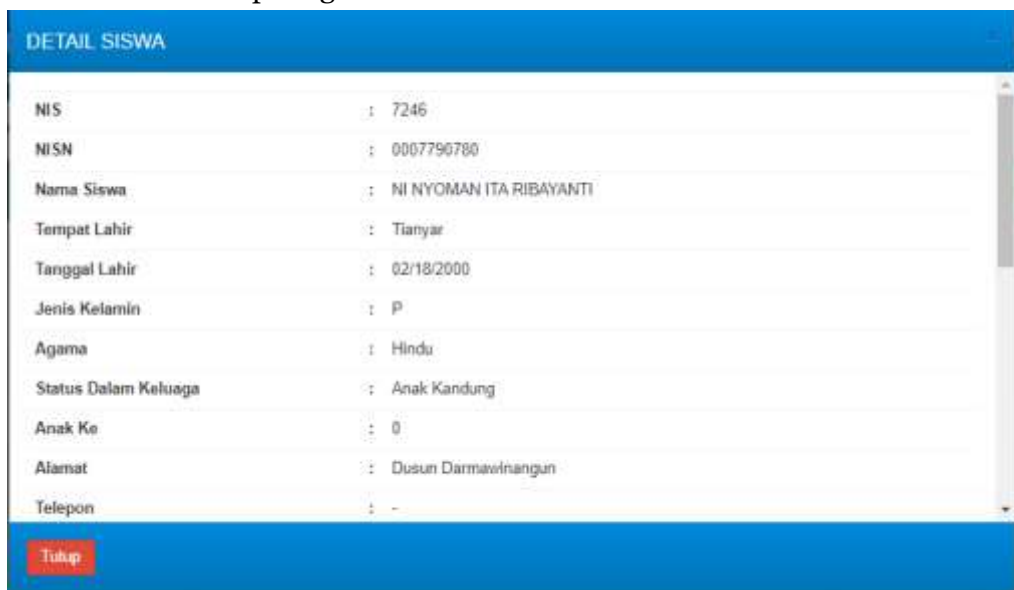 DETAIL SISWA
NIS : 7246
NISN : 0007790780
Nama Siswa : NI NYOMAN ITA RIBAYANTI
Tempat Lahir : Tianyar
Tanggal Lahir : 02/18/2000
Jenis Kelamin : P
Agama : Hindu
Status Dalam Keluaga : Anak Kandung
Anak Ke : 0
Alamat : Dusun Darmawinangun
Telepon : -
Tutup